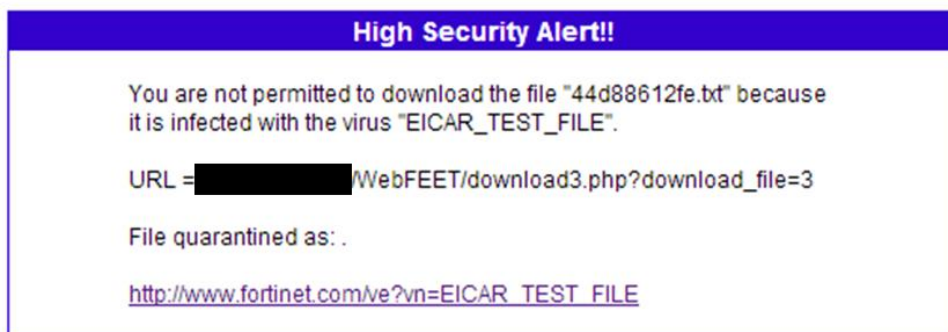 High Security Alert!!
You are not permitted to download the file "44d88612fe.txt" because
it is infected with the virus "EICAR_TEST_FILE".
URL = /WebFEET/download3.php?download_file=3
File quarantined as: .
http://www.fortinet.com/ve?vn=EICAR_TEST_FILE